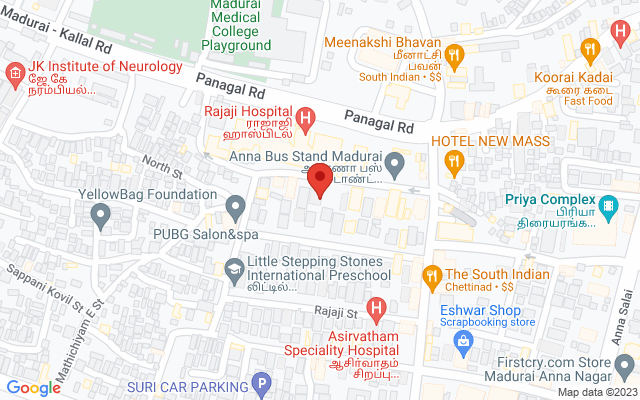 Madurai - Kallal Rd
Madurai
Medical
College
Playground
Meenakshi Bhavan
மீனாட்சி
பவன்
South Indian • $$
JK Institute of Neurology
ஜே கே
நரம்பியல்...
Panagal Rd
Panagal Rd
Koorai Kadai
கூரை கடை
Fast Food
Rajaji Hospital
ராஜாஜி
ஹாஸ்பிடல்
HOTEL NEW MASS
North St
Anna Bus Stand Madurai
YellowBag Foundation
PUBG Salon&spa
Priya Complex
பிரியா
திரையரங்க...
Little Stepping Stones
International Preschool
லிட்டில்...
The South Indian
Chettinad • $$
Sappani Kovil St
Mathichiyam E St
Rajaji St
Eshwar Shop
Scrapbooking store
Anna Salai
Asirvatham
Speciality Hospital
ஆசிர்வாதம்
சிறப்பு...
Firstcry.com Store
Madurai Anna Nagar
SURI CAR PARKING
Google
Map data ©2023